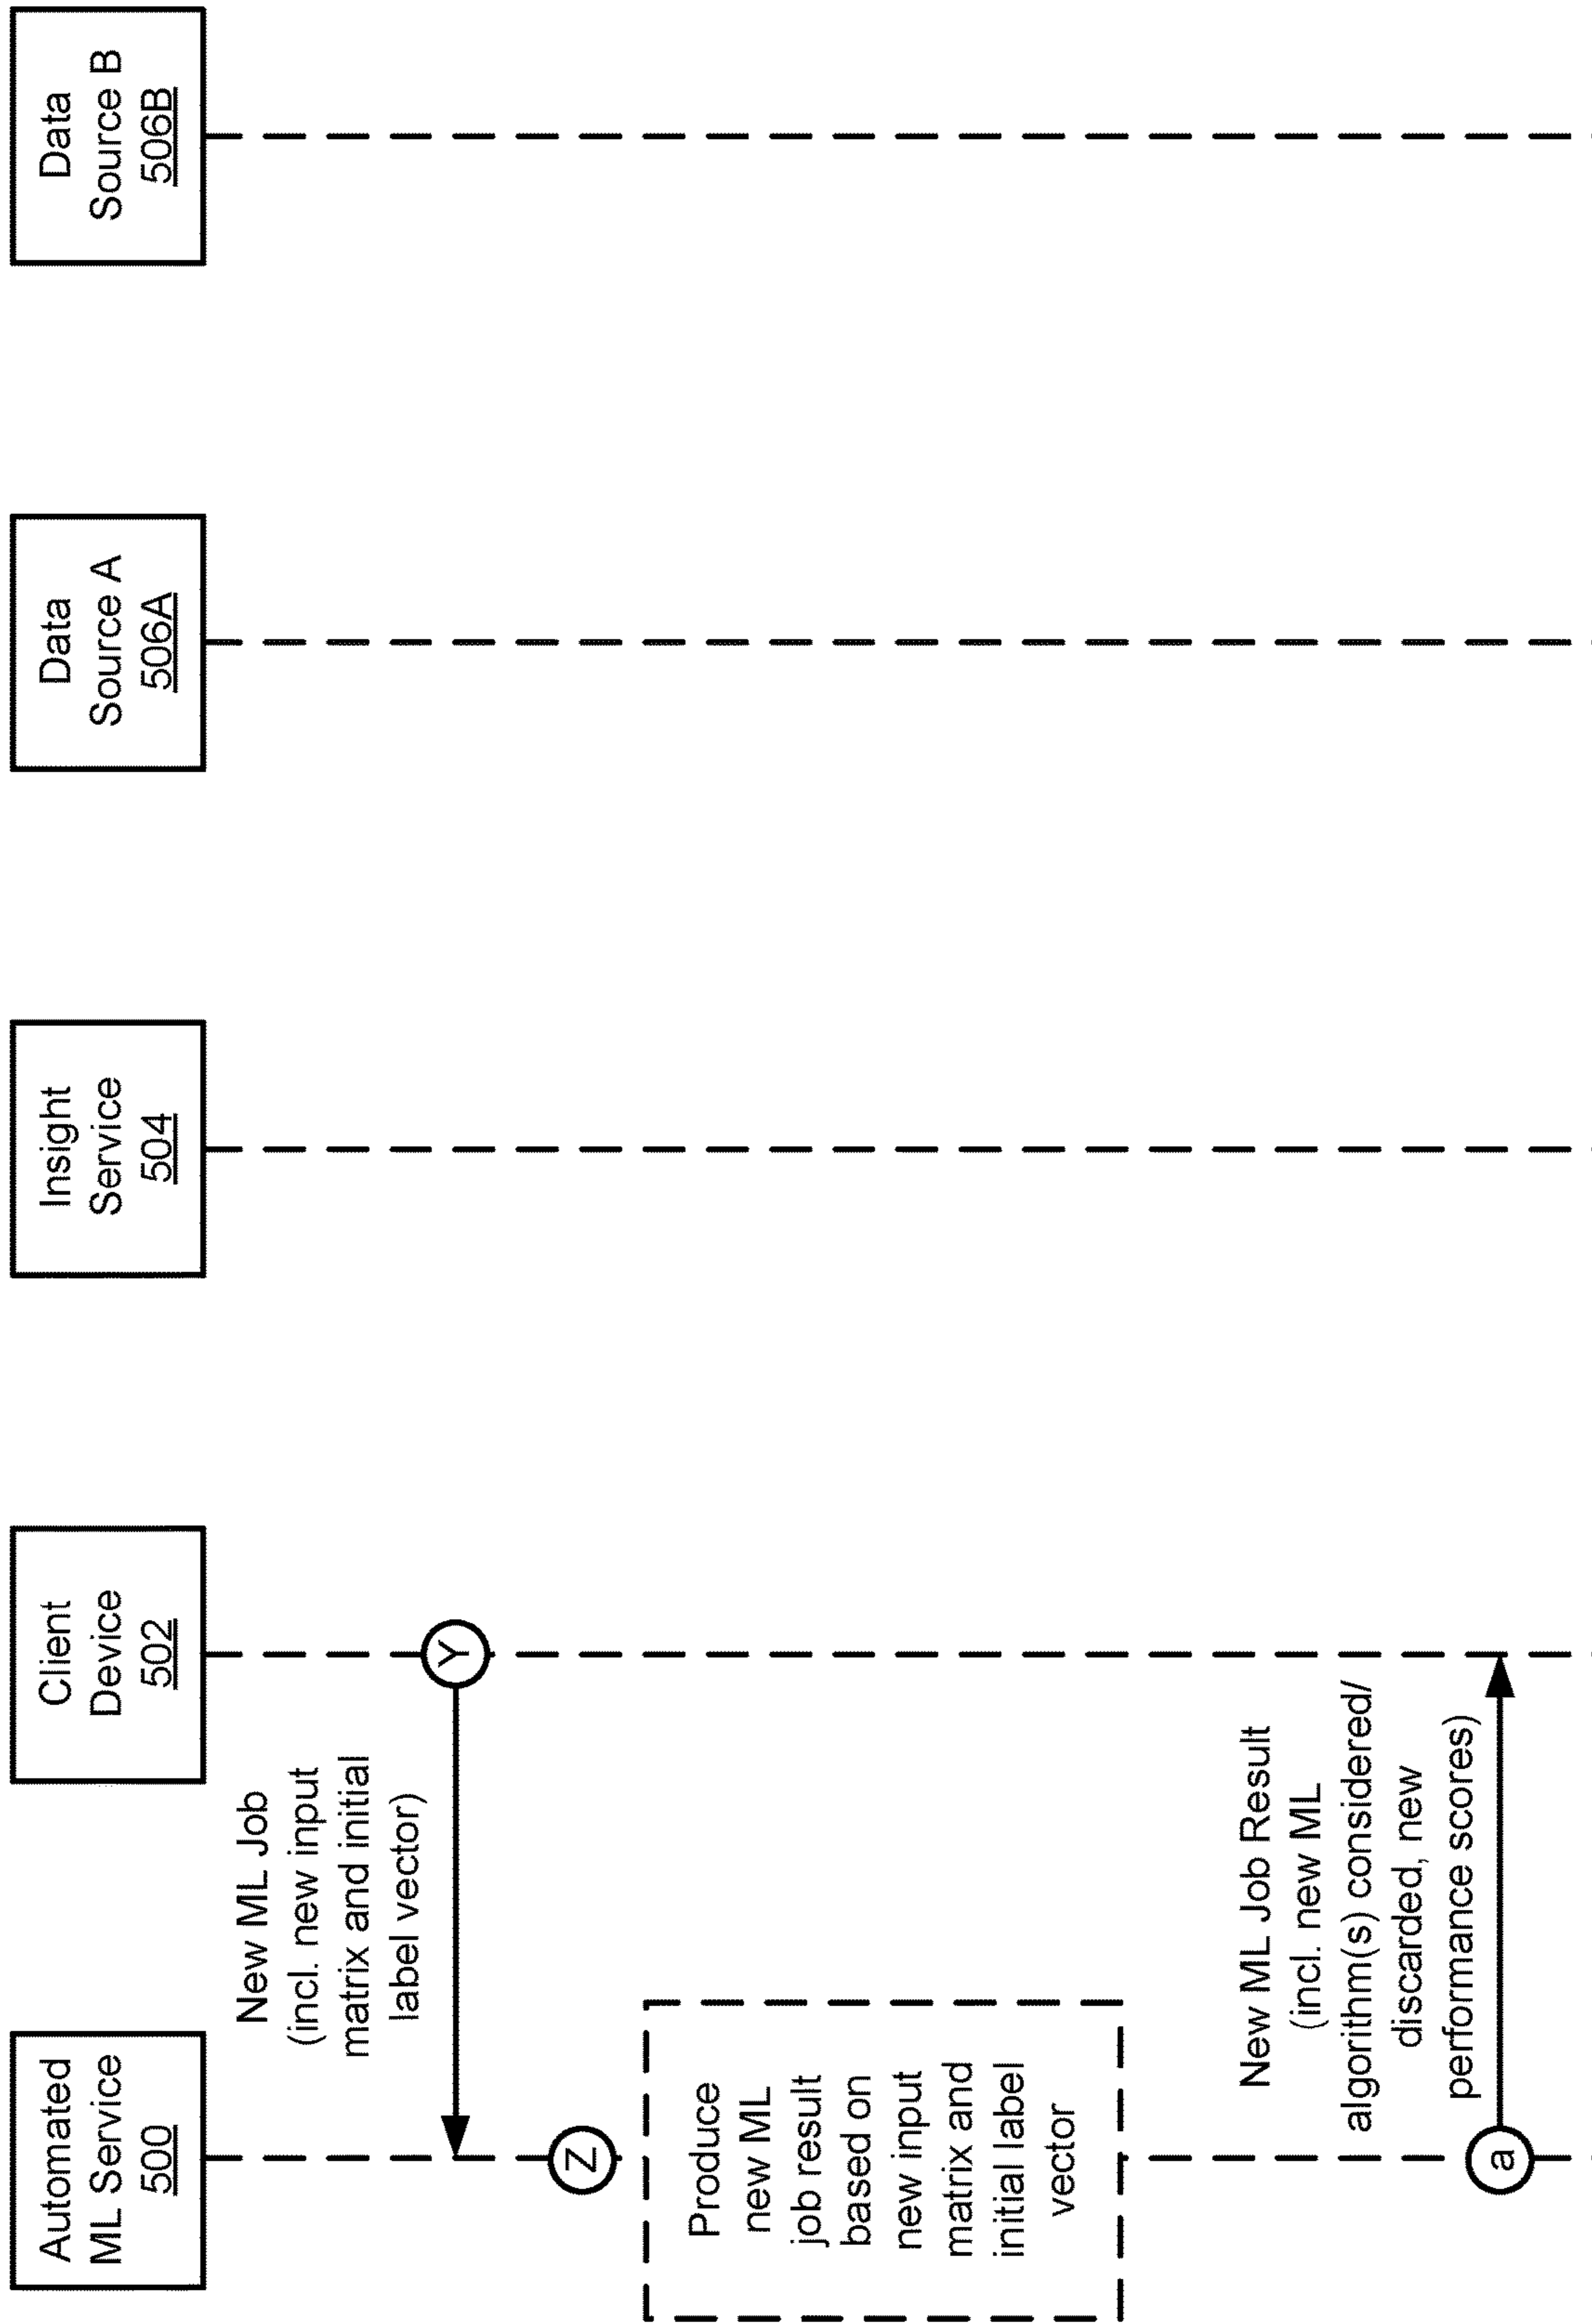 Automated
ML Service
500
Client
Device
502
Insight
Service
504
Data
Source A
506A
Data
Source B
506B
New ML Job
(incl. new input
matrix and initial
label vector)
Y
Z
Produce
new ML
job result
based on
new input
matrix and
initial label
vector
New ML Job Result
(incl. new ML
algorithm(s) considered/
discarded, new
performance scores)
a